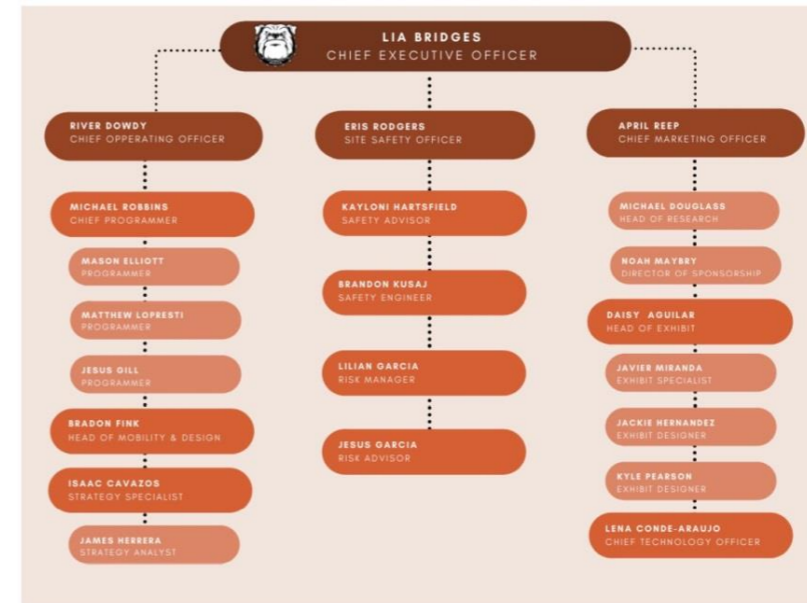 LIA BRIDGES
CHIEF EXECUTIVE OFFICER
RIVER DOWDY
CHIEF OPPERATING OFFICER
MICHAEL ROBBINS
CHIEF PROGRAMMER
MASON ELLIOTT
PROGRAMMER
MATTHEW LOPRESTI
PROGRAMMER
JESUS GILL
PROGRAMMER
BRADON FINK
HEAD OF MOBILITY & DESIGN
ISAAC CAVAZOS
STRATEGY SPECIALIST
JAMES HERRERA
STRATEGY ANALYST
ERIS RODGERS
SITE SAFETY OFFICER
KAYLONI HARTSFIELD
SAFETY ADVISOR
BRANDON KUSAJ
SAFETY ENGINEER
LILIAN GARCIA
RISK MANAGER
JESUS GARCIA
RISK ADVISOR
APRIL REEP
CHIEF MARKETING OFFICER
MICHAEL DOUGLASS
HEAD OF RESEARCH
NOAH MAYBRY
DIRECTOR OF SPONSORSHIP
DAISY AGUILAR
HEAD OF EXHIBIT
JAVIER MIRANDA
EXHIBIT SPECIALIST
JACKIE HERNANDEZ
EXHIBIT DESIGNER
KYLE PEARSON
EXHIBIT DESIGNER
LENA CONDE-ARAUJO
CHIEF TECHNOLOGY OFFICER